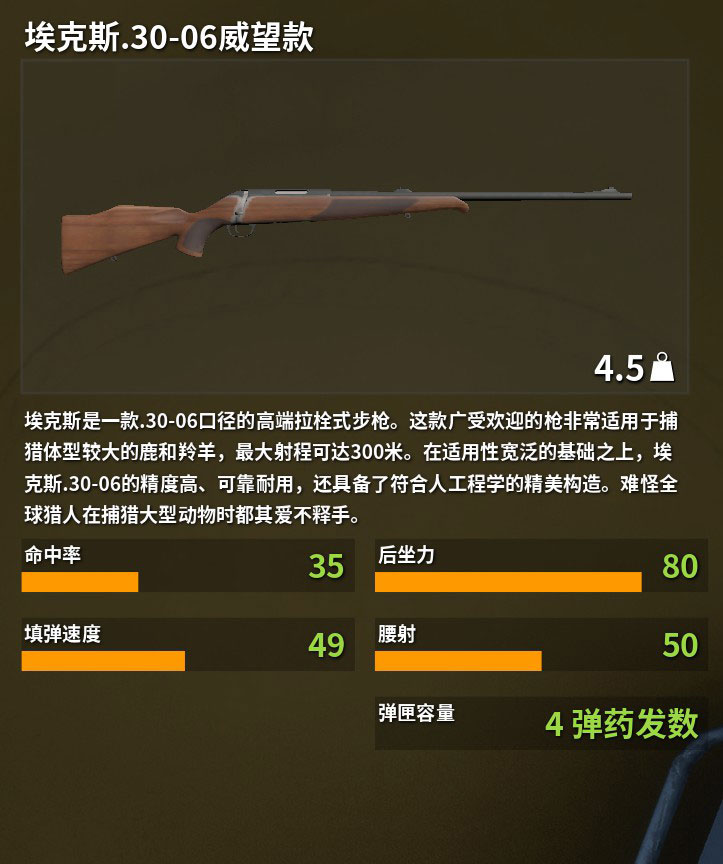 埃克斯.30-06威望款
4.5
埃克斯是一款.30-06口径的高端拉栓式步枪。这款广受欢迎的枪非常适用于捕
猎体型较大的鹿和羚羊，最大射程可达300米。在适用性宽泛的基础之上，埃
克斯.30-06的精度高、可靠耐用，还具备了符合人工程学的精美构造。难怪全
球猎人在捕猎大型动物时都其爱不释手。
命中率 35
后坐力 80
填弹速度 49
腰射 50
弹匣容量 4 弹药发数